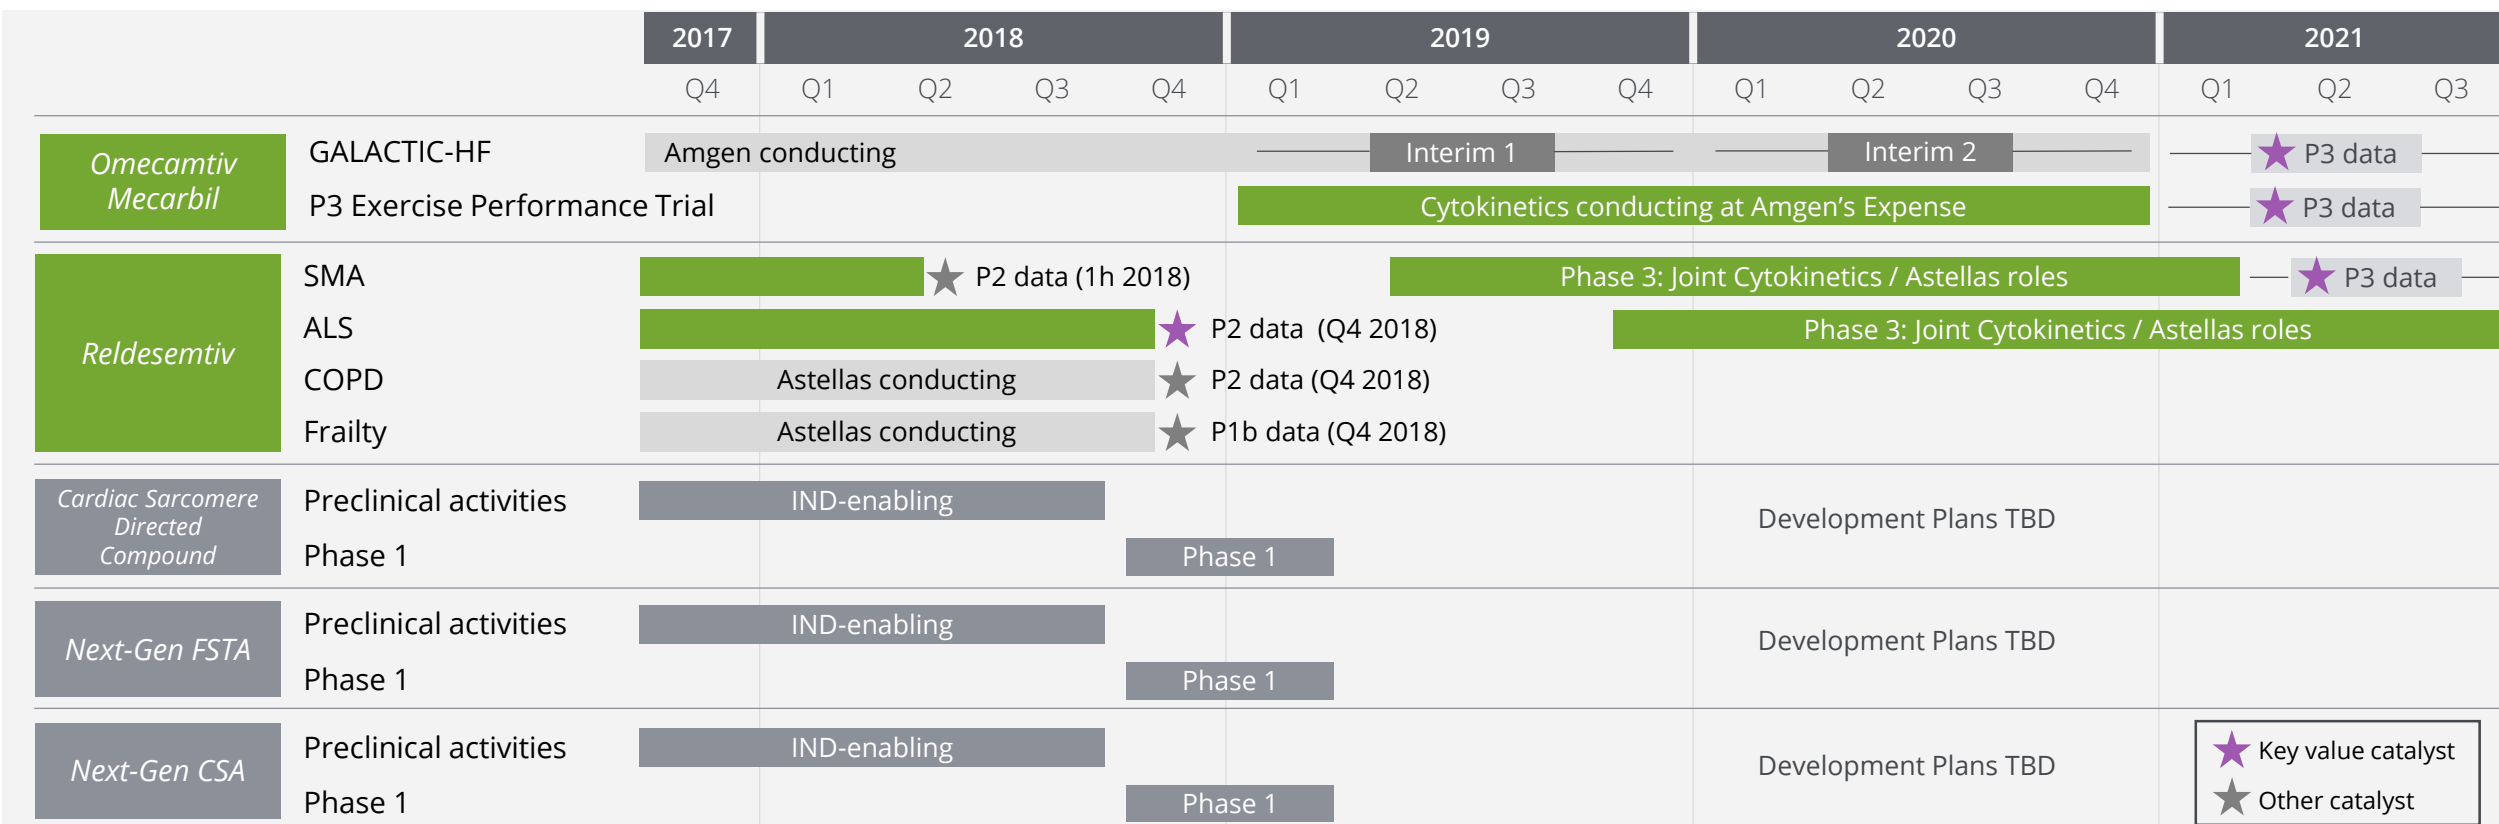 2017 2018 2019 2020 2021
Q4 Q1 Q2 Q3 Q4 Q1 Q2 Q3 Q4 Q1 Q2 Q3 Q4 Q1 Q2 Q3
Omecamtiv
Mecarbil
GALACTIC-HF Amgen conducting Interim 1 Interim 2 P3 data
P3 Exercise Performance Trial Cytokinetics conducting at Amgen’s Expense P3 data
Reldesemtiv
SMA P2 data (1h 2018) Phase 3: Joint Cytokinetics / Astellas roles P3 data
ALS P2 data (Q4 2018) Phase 3: Joint Cytokinetics / Astellas roles
COPD Astellas conducting P2 data (Q4 2018)
Frailty Astellas conducting P1b data (Q4 2018)
Cardiac Sarcomere
Directed
Compound
Preclinical activities IND-enabling
Phase 1 Phase 1
Development Plans TBD
Next-Gen FSTA
Preclinical activities IND-enabling
Phase 1 Phase 1
Development Plans TBD
Next-Gen CSA
Preclinical activities IND-enabling
Phase 1 Phase 1
Development Plans TBD
Key value catalyst
Other catalyst